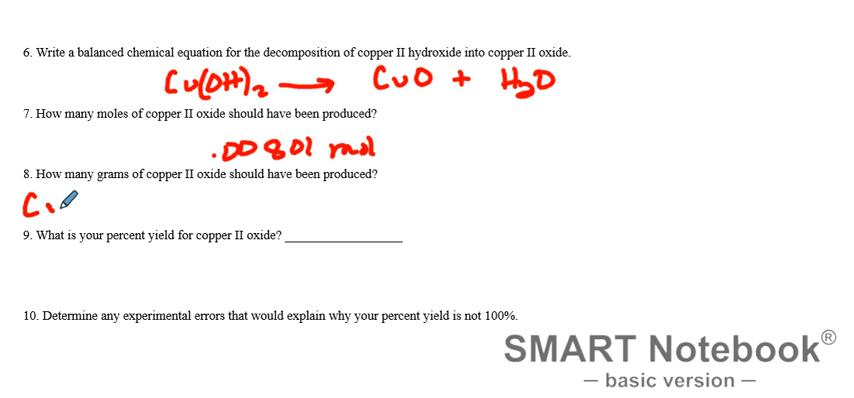 6. Write a balanced chemical equation for the decomposition of copper II hydroxide into copper II oxide.
Cu(OH)₂ → CuO + H₂O
7. How many moles of copper II oxide should have been produced?
.00801 mol
8. How many grams of copper II oxide should have been produced?
Cu
9. What is your percent yield for copper II oxide? ____________________
10. Determine any experimental errors that would explain why your percent yield is not 100%.
SMART Notebook®
— basic version —